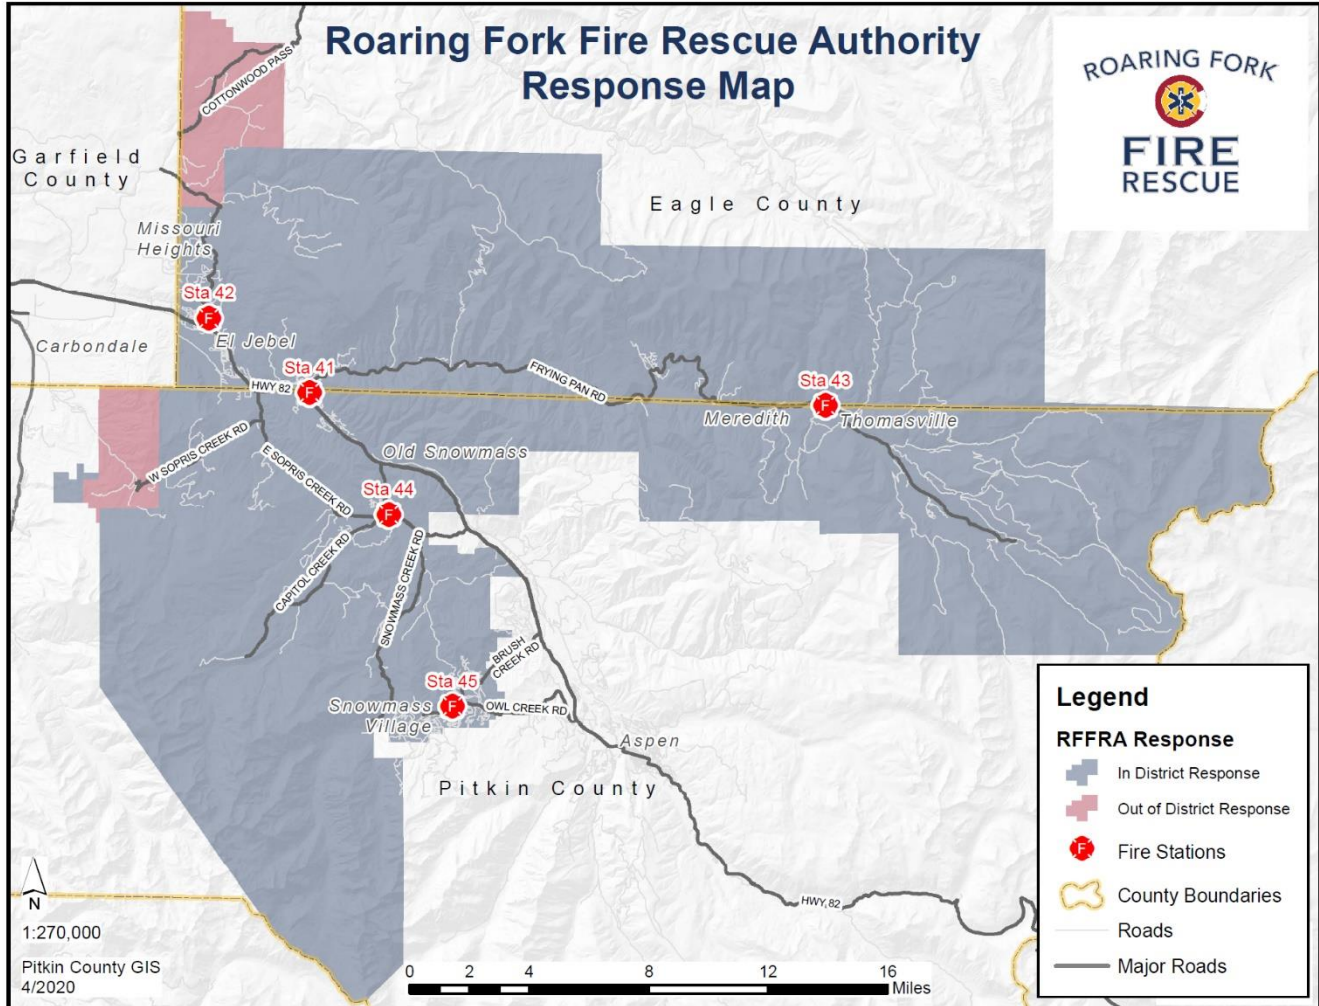 Roaring Fork Fire Rescue Authority
Response Map
ROARING FORK
FIRE
RESCUE
COTTONWOOD PASS
Garfield
County
Eagle County
Missouri
Heights
Sta 42
F
El Jebel
Carbondale
Sta 41
F
HWY 82
FRYING PAN RD
Sta 43
F
Meredith
Thomasville
W SOPRIS CREEK RD
E SOPRIS CREEK RD
Old Snowmass
Sta 44
F
CAPITOL CREEK RD
SNOWMASS CREEK RD
BRUSH
CREEK RD
Sta 45
F
Snowmass
Village
OWL CREEK RD
Aspen
Pitkin County
HWY 82
Legend
RFFRA Response
In District Response
Out of District Response
F
Fire Stations
County Boundaries
Roads
Major Roads
N
1:270,000
Pitkin County GIS
4/2020
0 2 4 8 12 16
Miles